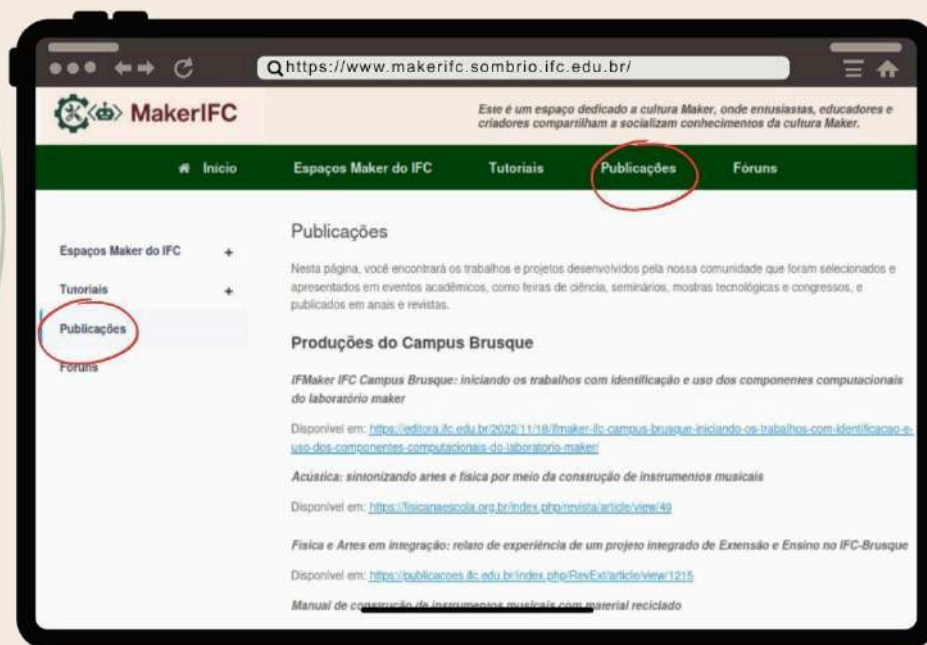 https://www.makerifc.sombrio.ifc.edu.br/
MakerIFC
Este é um espaço dedicado a cultura Maker, onde entusiastas, educadores e
criadores compartilham a socializam conhecimentos da cultura Maker.
Início Espaços Maker do IFC Tutoriais Publicações Fóruns
Espaços Maker do IFC +
Tutoriais +
Publicações
Fóruns
Publicações
Nesta página, você encontrará os trabalhos e projetos desenvolvidos pela nossa comunidade que foram selecionados e
apresentados em eventos acadêmicos, como feiras de ciência, seminários, mostras tecnológicas e congressos, e
publicados em anais e revistas.
Produções do Campus Brusque
IFMaker IFC Campus Brusque: iniciando os trabalhos com identificação e uso dos componentes computacionais
do laboratório maker
Disponível em: https://editora.ifc.edu.br/2022/11/18/ifmaker-ifc-campus-brusque-iniciando-os-trabalhos-com-identificacao-e-
uso-dos-componentes-computacionais-do-laboratorio-maker/
Acústica: sintonizando artes e física por meio da construção de instrumentos musicais
Disponível em: https://fisicanaescola.org.br/index.php/revista/article/view/49
Física e Artes em integração: relato de experiência de um projeto integrado de Extensão e Ensino no IFC-Brusque
Disponível em: https://publicacoes.ifc.edu.br/index.php/RevExt/article/view/1215
Manual de construção de instrumentos musicais com material reciclado